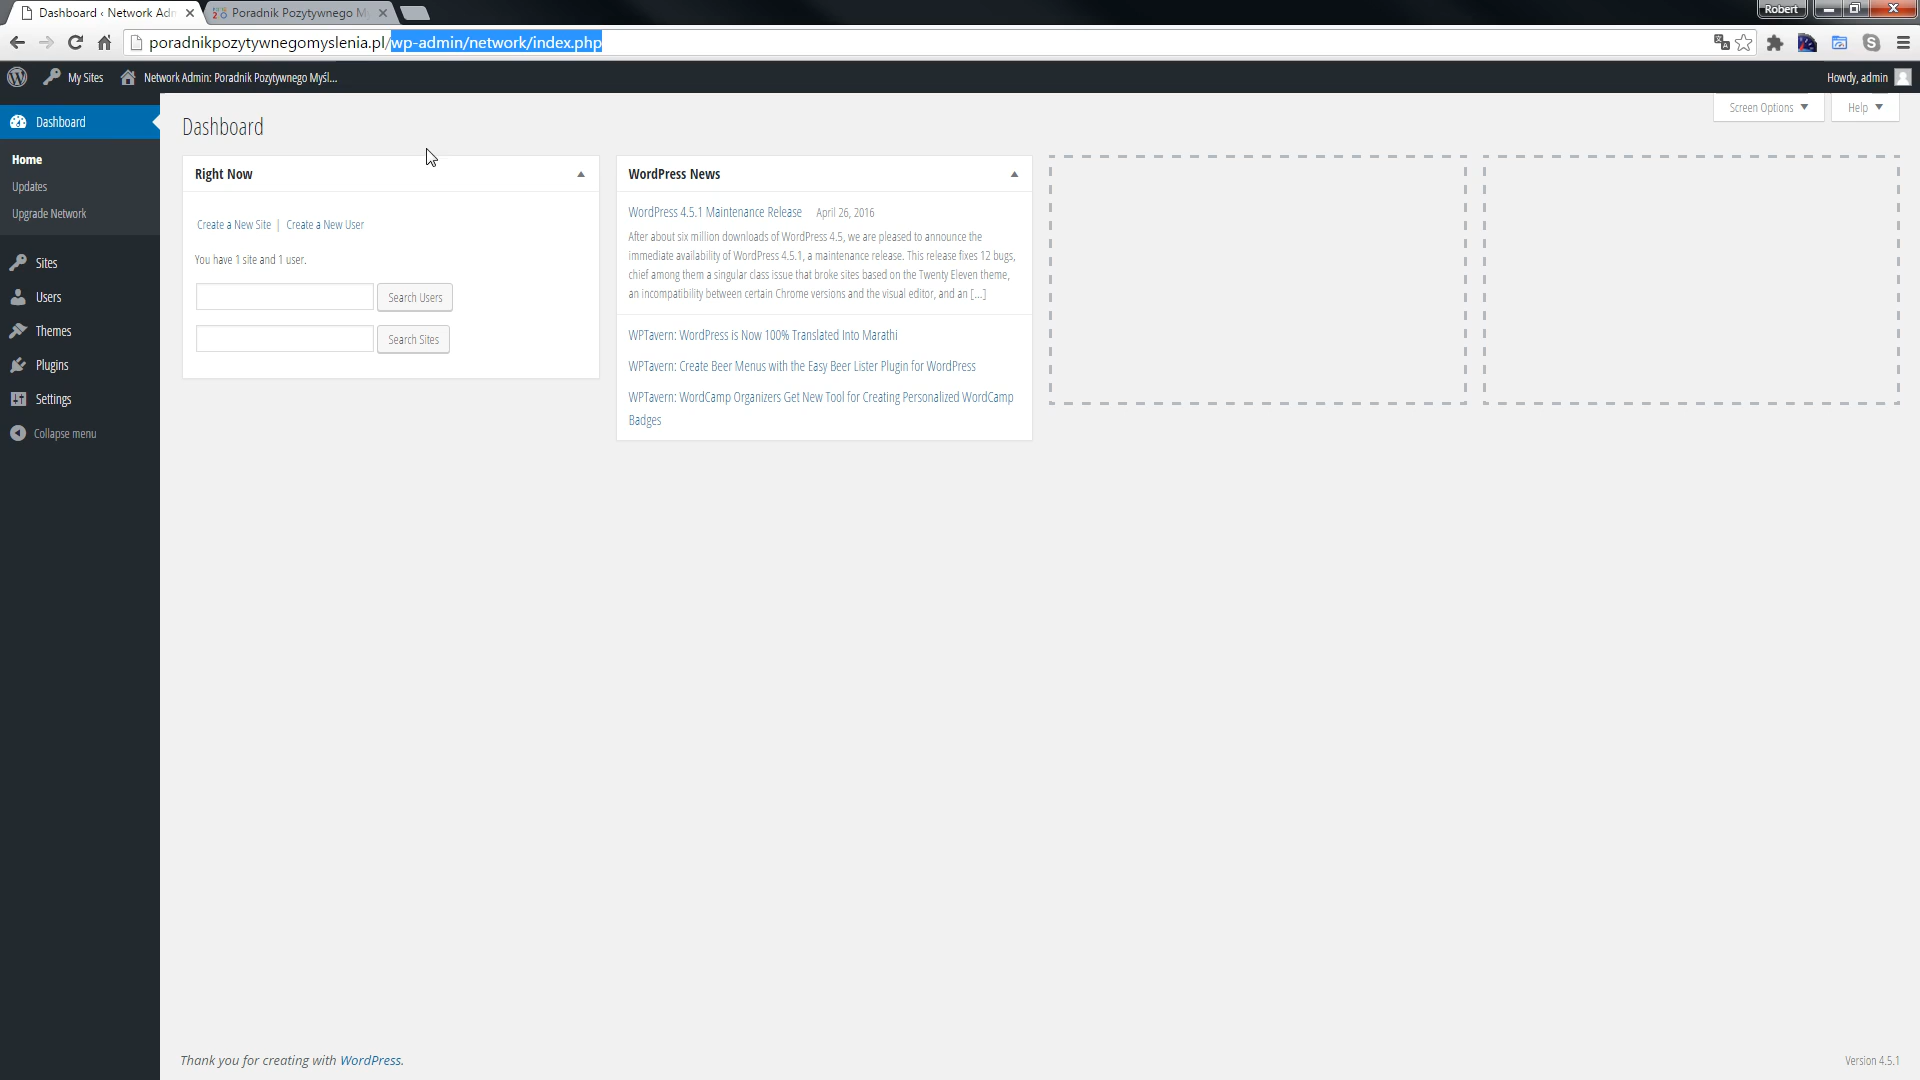 Dashboard ‹ Network Adm
Poradnik Pozytywnego M
Robert
poradnikpozytywnegomyslenia.pl/wp-admin/network/index.php
My Sites
Network Admin: Poradnik Pozytywnego Myśl...
Howdy, admin
Dashboard
Home
Updates
Upgrade Network
Sites
Users
Themes
Plugins
Settings
Collapse menu
Screen Options
Help
Dashboard
Right Now
Create a New Site | Create a New User
You have 1 site and 1 user.
Search Users
Search Sites
WordPress News
WordPress 4.5.1 Maintenance Release April 26, 2016
After about six million downloads of WordPress 4.5, we are pleased to announce the
immediate availability of WordPress 4.5.1, a maintenance release. This release fixes 12 bugs,
chief among them a singular class issue that broke sites based on the Twenty Eleven theme,
an incompatibility between certain Chrome versions and the visual editor, and an [...]
WPTavern: WordPress is Now 100% Translated Into Marathi
WPTavern: Create Beer Menus with the Easy Beer Lister Plugin for WordPress
WPTavern: WordCamp Organizers Get New Tool for Creating Personalized WordCamp
Badges
Thank you for creating with WordPress.
Version 4.5.1